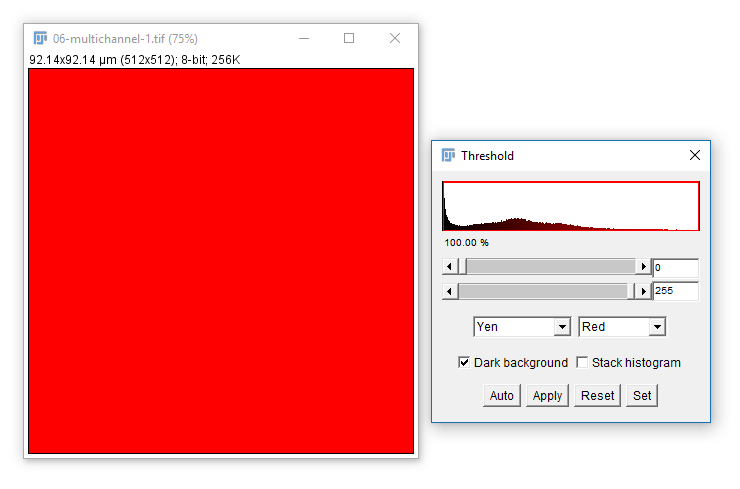 06-multichannel-1.tif (75%)
92.14x92.14 µm (512x512); 8-bit; 256K
Threshold
100.00 %
0
255
Yen Red
Dark background Stack histogram
Auto Apply Reset Set